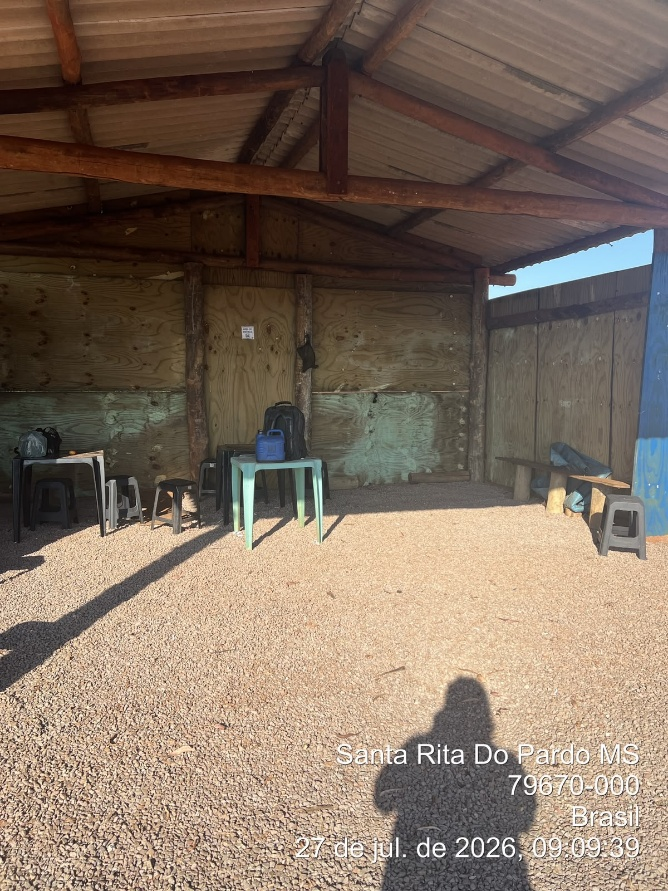 Santa Rita Do Pardo MS
79670-000
Brasil
27 de jul. de 2026, 09:09:39